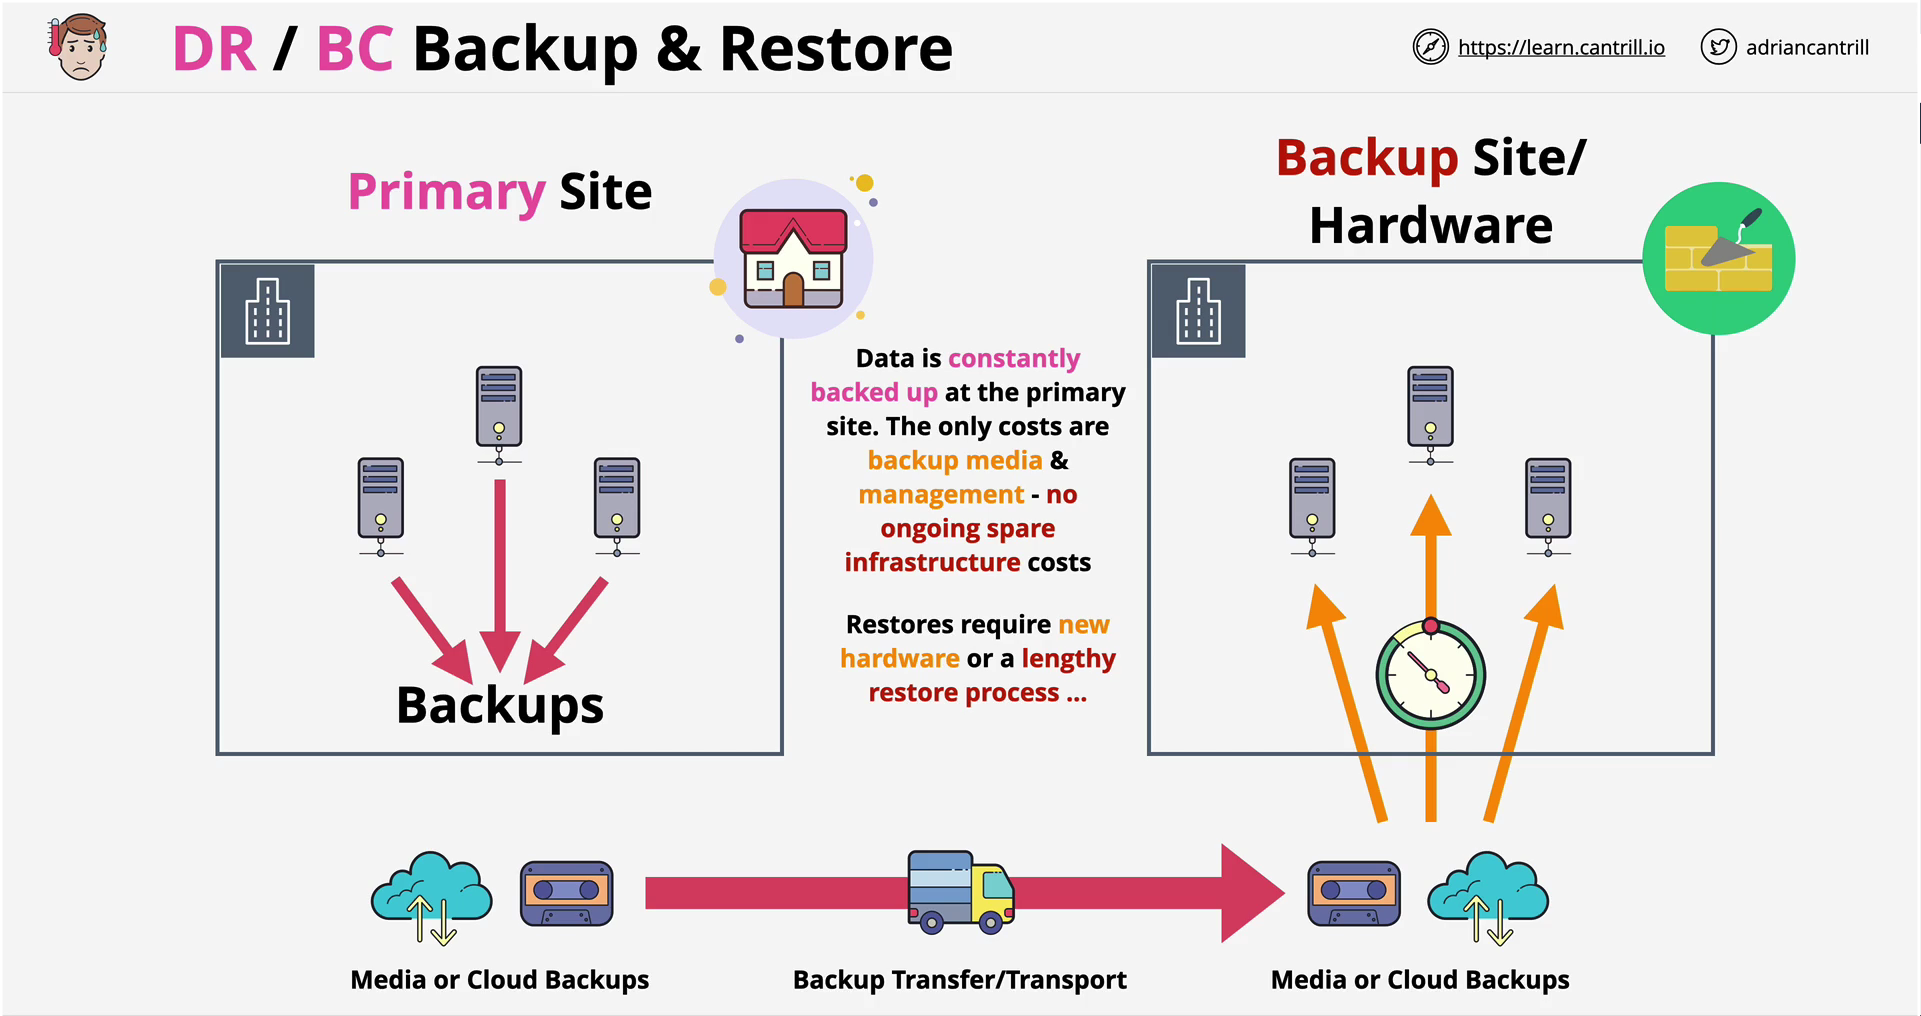 DR / BC Backup & Restore
https://learn.cantrill.io
adriancantrill
Primary Site
Backup Site/
Hardware
Data is constantly
backed up at the primary
site. The only costs are
backup media &
management - no
ongoing spare
infrastructure costs
Restores require new
hardware or a lengthy
restore process ...
Backups
Media or Cloud Backups
Backup Transfer/Transport
Media or Cloud Backups